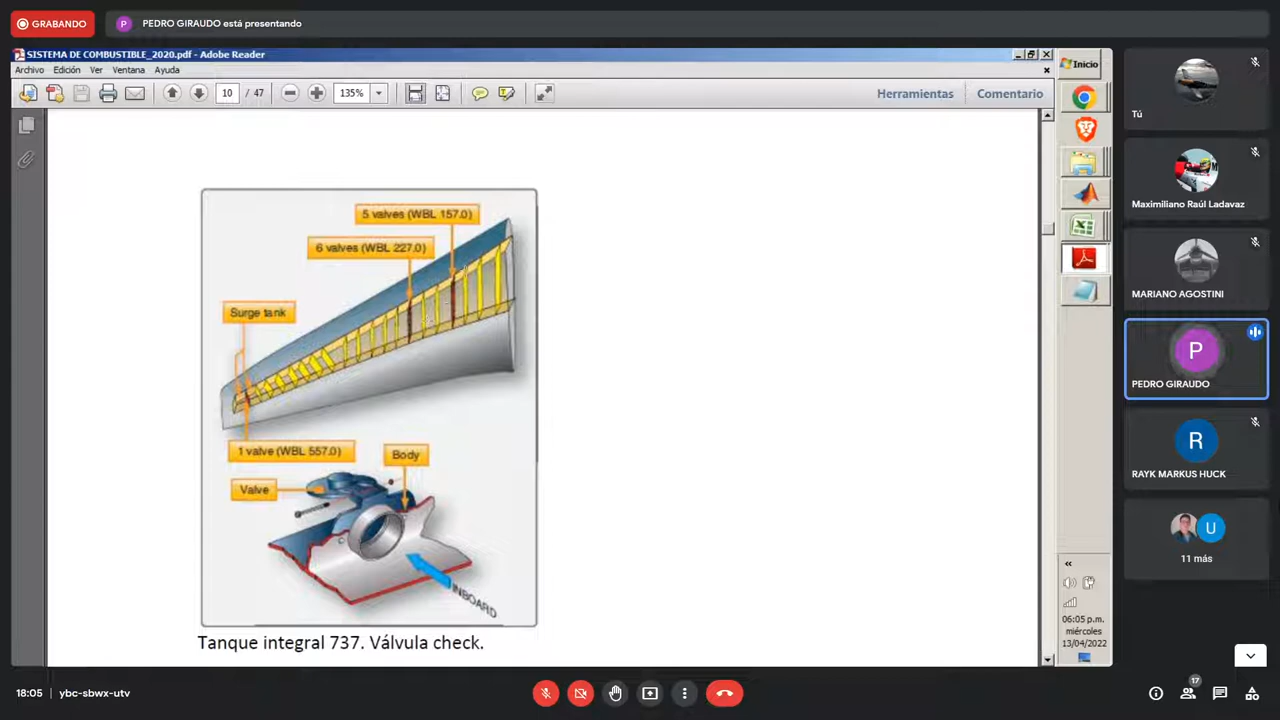 GRABANDO
P
PEDRO GIRAUDO está presentando
SISTEMA DE COMBUSTIBLE_2020.pdf - Adobe Reader
Archivo Edición Ver Ventana Ayuda
10 / 47
135%
Herramientas
Comentario
5 valves (WBL 157.0)
6 valves (WBL 227.0)
Surge tank
1 valve (WBL 557.0)
Body
Valve
INBOARD
Tanque integral 737. Válvula check.
Inicio
«
06:05 p.m.
miércoles
13/04/2022
Tú
Maximiliano Raúl Ladavaz
MARIANO AGOSTINI
P
PEDRO GIRAUDO
R
RAYK MARKUS HUCK
U
11 más
18:05 | ybc-sbwx-utv
17